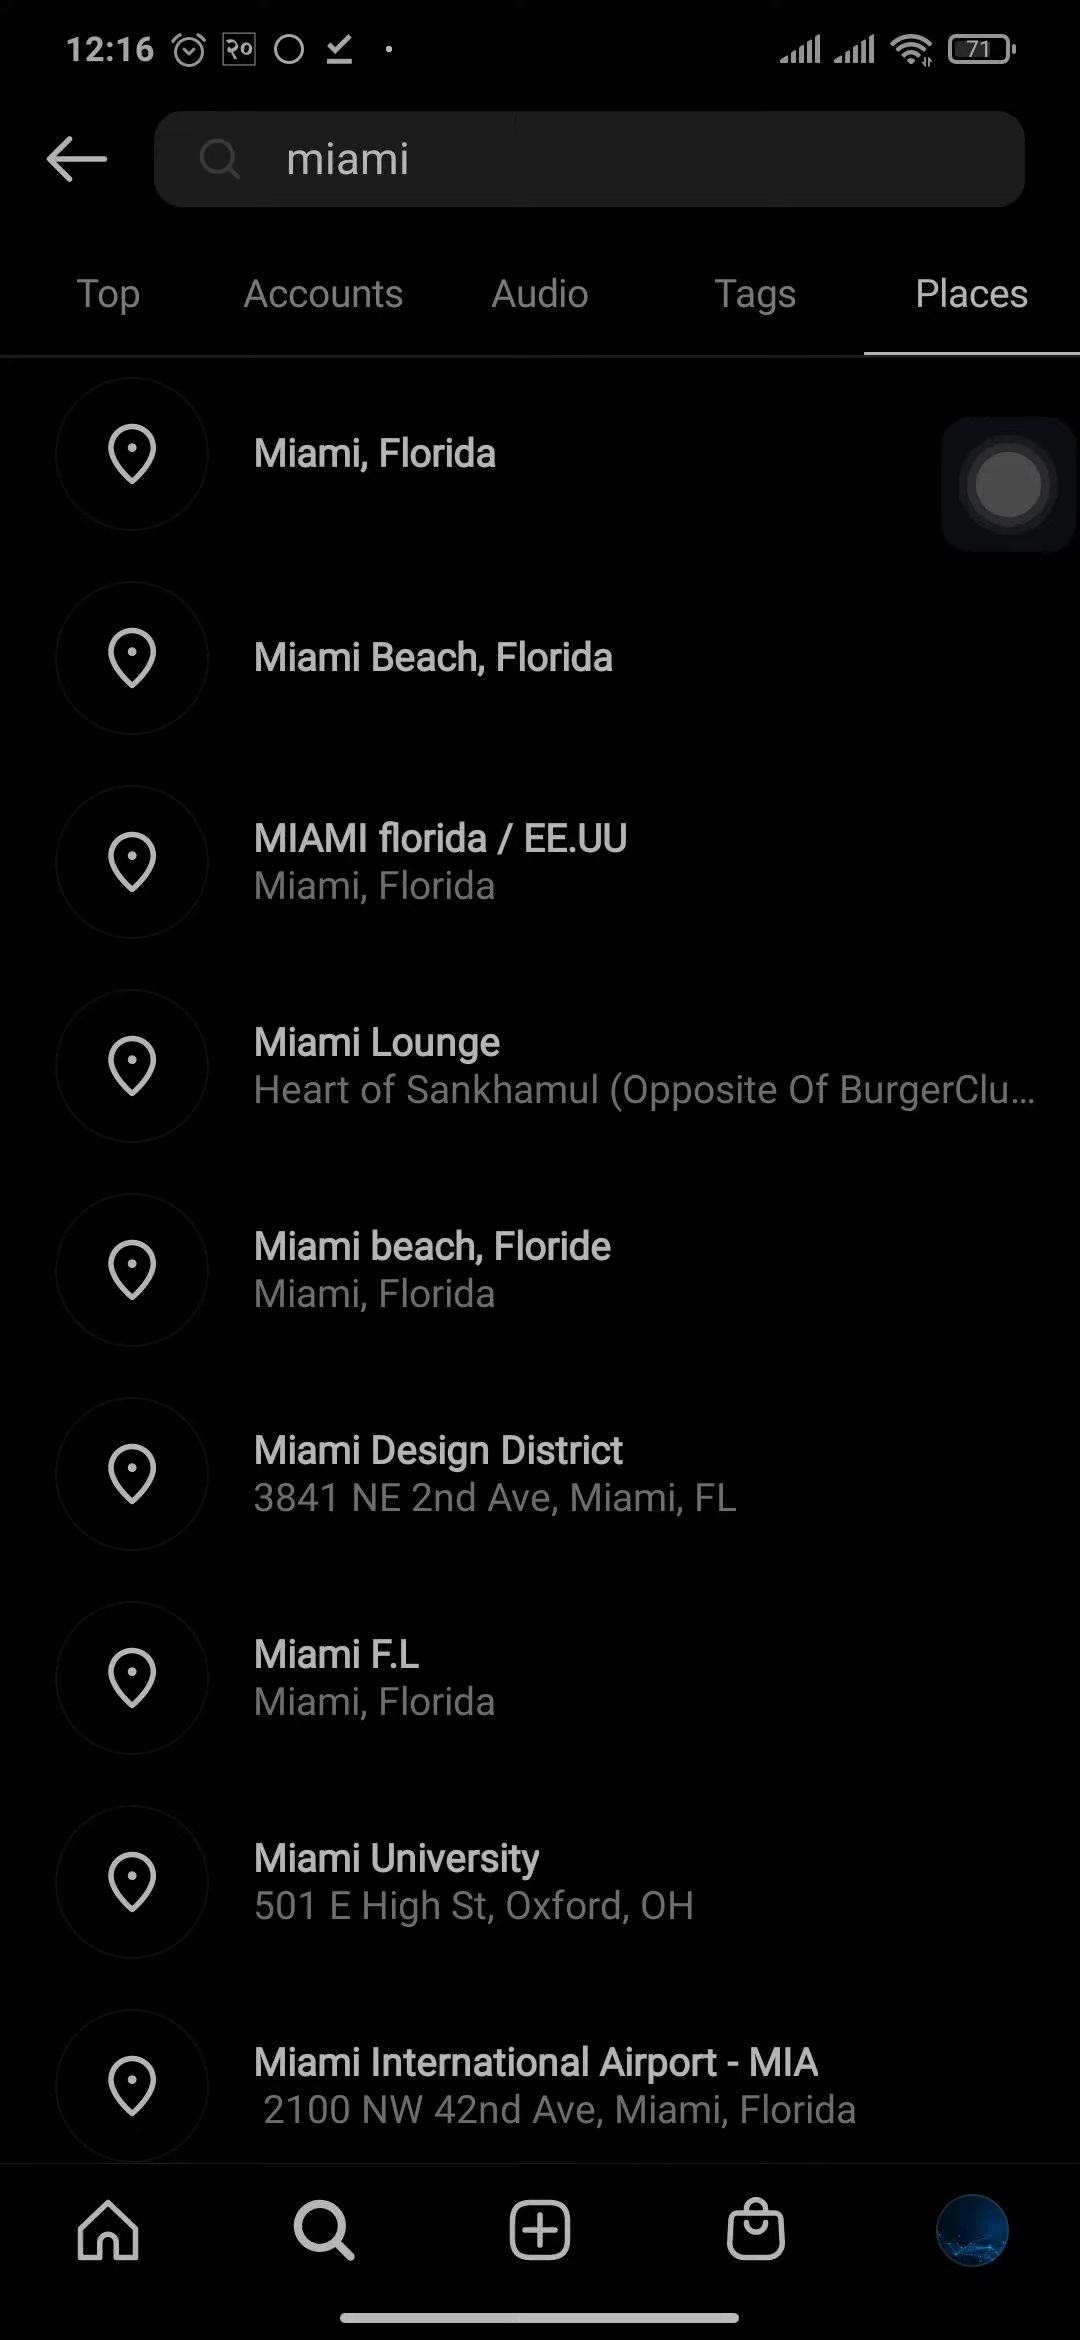 12:16 २० 71
miami
Top Accounts Audio Tags Places
Miami, Florida
Miami Beach, Florida
MIAMI florida / EE.UU
Miami, Florida
Miami Lounge
Heart of Sankhamul (Opposite Of BurgerClu...
Miami beach, Floride
Miami, Florida
Miami Design District
3841 NE 2nd Ave, Miami, FL
Miami F.L
Miami, Florida
Miami University
501 E High St, Oxford, OH
Miami International Airport - MIA
2100 NW 42nd Ave, Miami, Florida